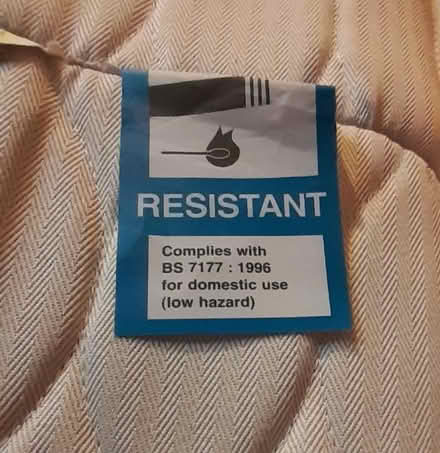 RESISTANT
Complies with
BS 7177 : 1996
for domestic use
(low hazard)